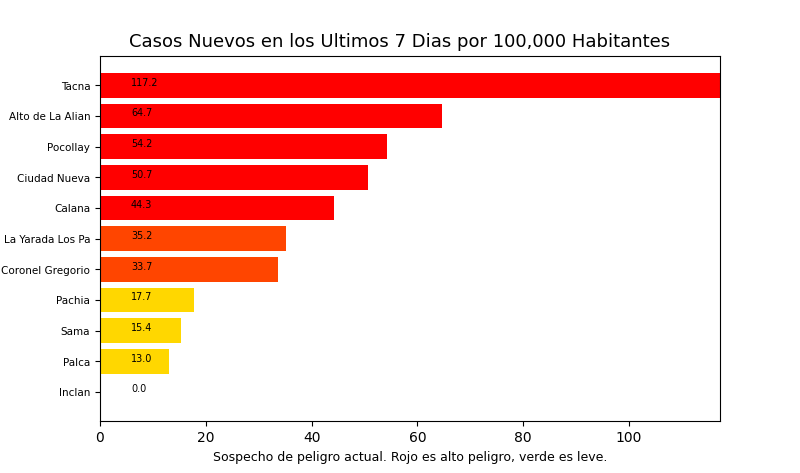 Casos Nuevos en los Ultimos 7 Dias por 100,000 Habitantes
Tacna 117.2
Alto de La Alian 64.7
Pocollay 54.2
Ciudad Nueva 50.7
Calana 44.3
La Yarada Los Pa 35.2
Coronel Gregorio 33.7
Pachia 17.7
Sama 15.4
Palca 13.0
Inclan 0.0
0 20 40 60 80 100
Sospecho de peligro actual. Rojo es alto peligro, verde es leve.